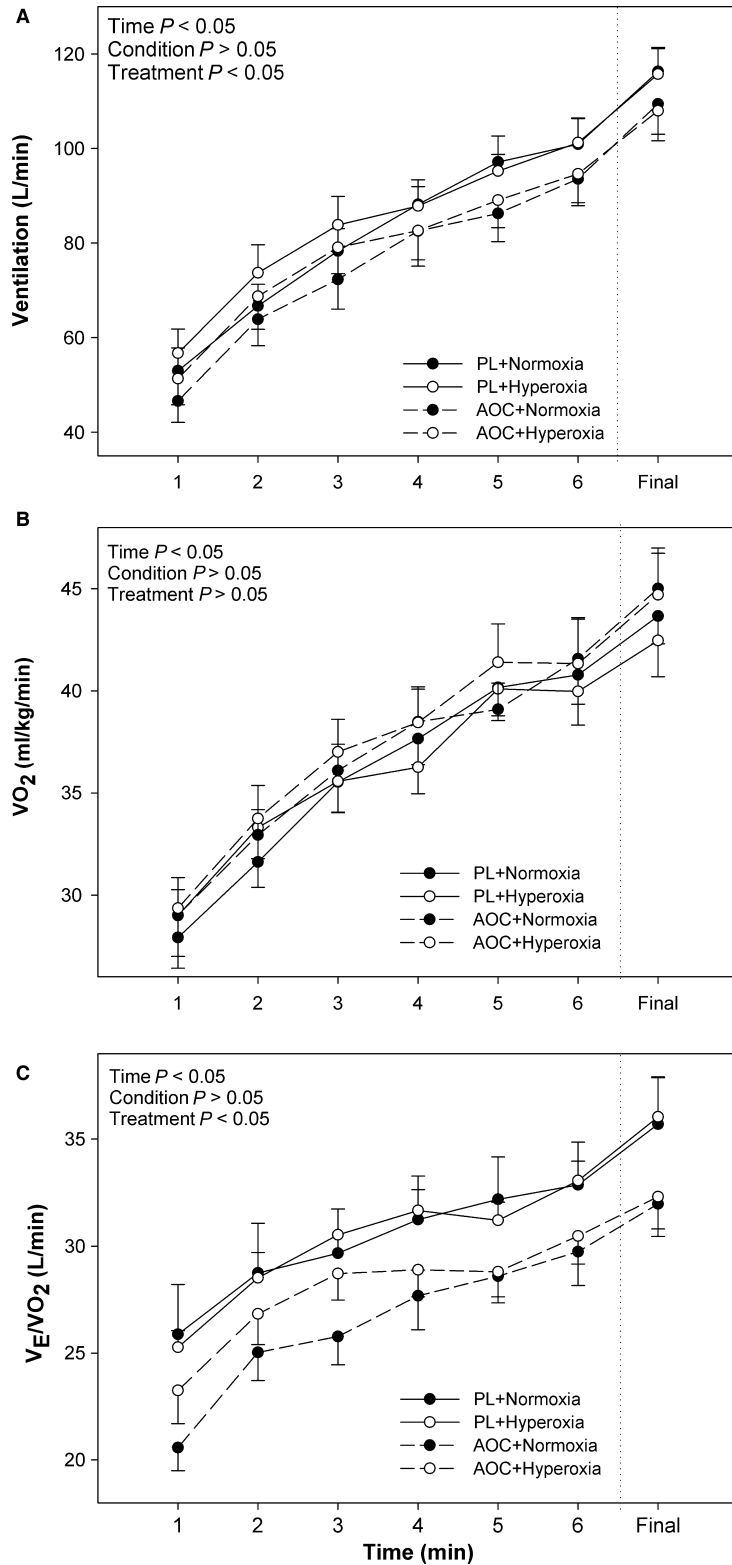 A
Time P < 0.05
Condition P > 0.05
Treatment P < 0.05
120
100
80
60
40
Ventilation (L/min)
PL+Normoxia
PL+Hyperoxia
AOC+Normoxia
AOC+Hyperoxia
1 2 3 4 5 6 Final
B
Time P < 0.05
Condition P > 0.05
Treatment P > 0.05
45
40
35
30
VO2 (ml/kg/min)
PL+Normoxia
PL+Hyperoxia
AOC+Normoxia
AOC+Hyperoxia
1 2 3 4 5 6 Final
C
Time P < 0.05
Condition P > 0.05
Treatment P < 0.05
35
30
25
20
VE/VO2 (L/min)
PL+Normoxia
PL+Hyperoxia
AOC+Normoxia
AOC+Hyperoxia
1 2 3 4 5 6 Final
Time (min)